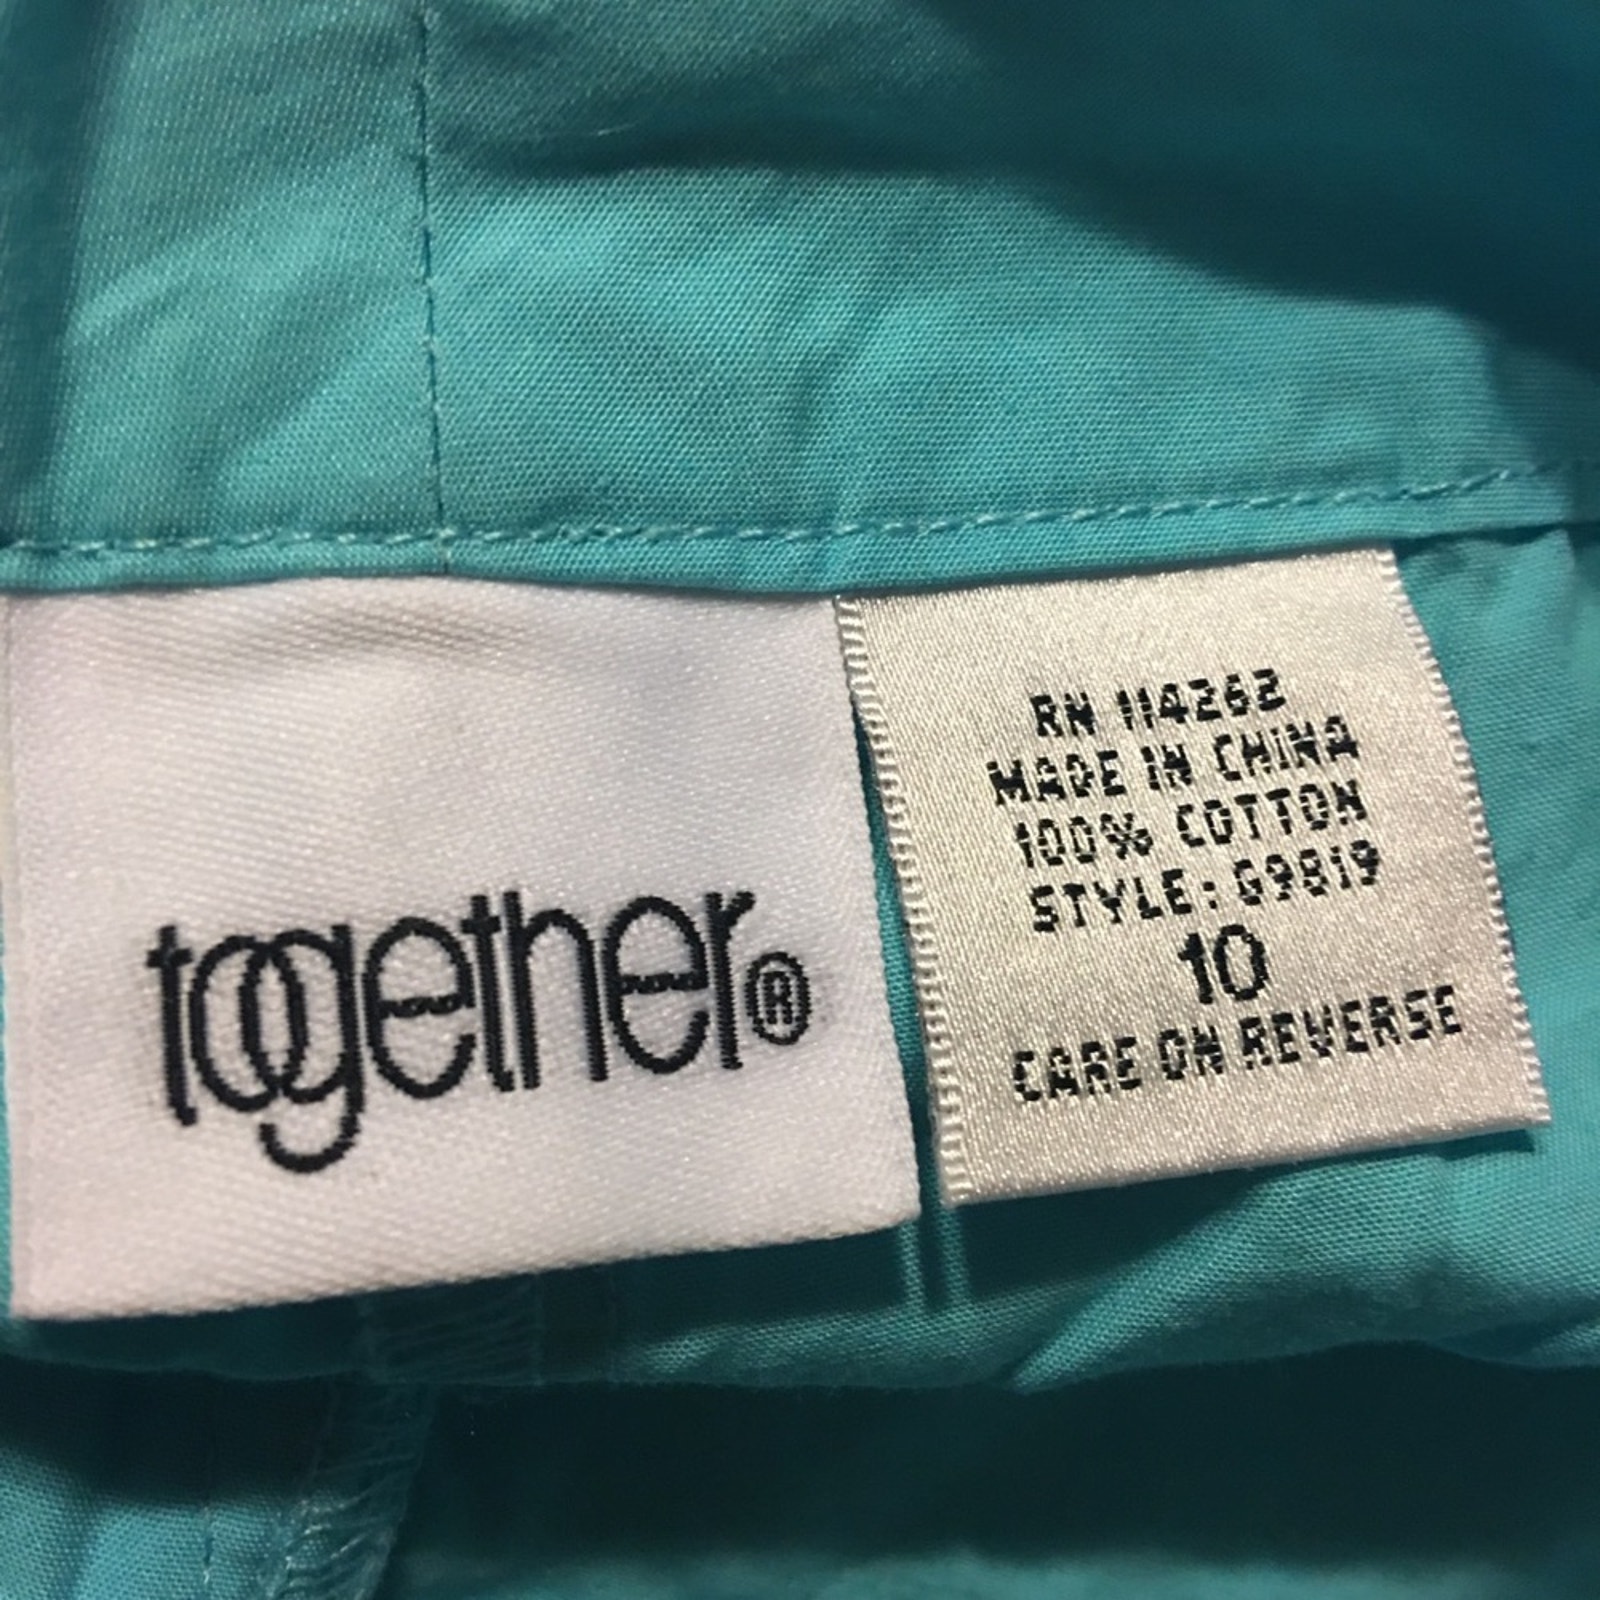 together®
RN 114262
MADE IN CHINA
100% COTTON
STYLE: G9819
10
CARE ON REVERSE